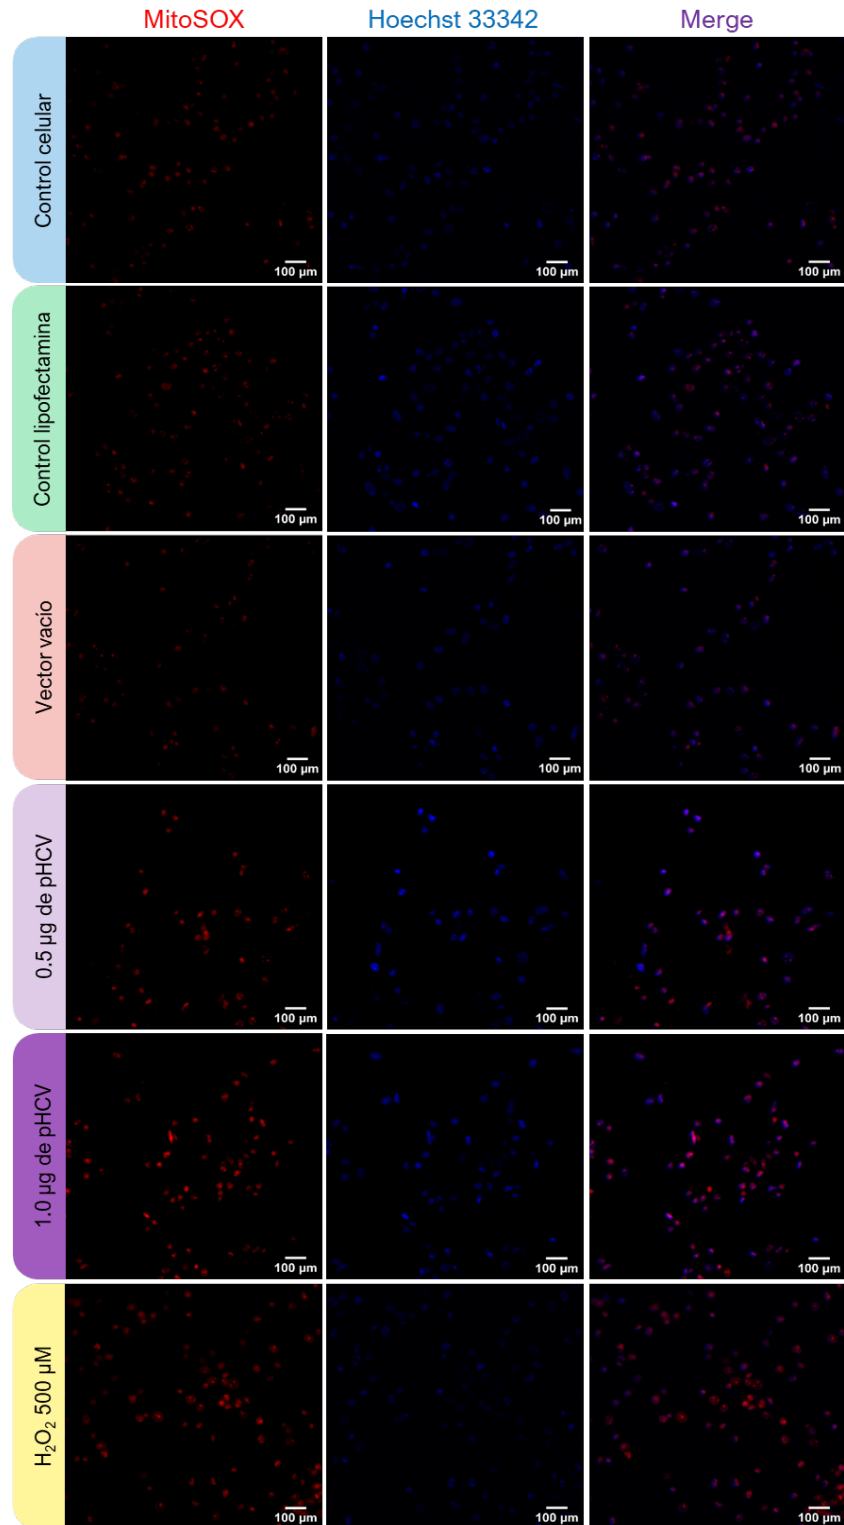 MitoSOX Hoechst 33342 Merge
Control celular
100 µm 100 µm 100 µm
Control lipofectamina
100 µm 100 µm 100 µm
Vector vacío
100 µm 100 µm 100 µm
0.5 µg de pHCV
100 µm 100 µm 100 µm
1.0 µg de pHCV
100 µm 100 µm 100 µm
H₂O₂ 500 µM
100 µm 100 µm 100 µm